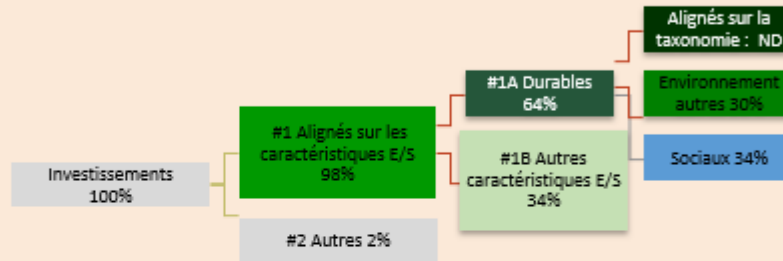 Investissements
100%
#1 Alignés sur les
caractéristiques E/S
98%
#2 Autres 2%
#1A Durables
64%
#1B Autres
caractéristiques E/S
34%
Alignés sur la
taxonomie : ND
Environnement
autres 30%
Sociaux 34%